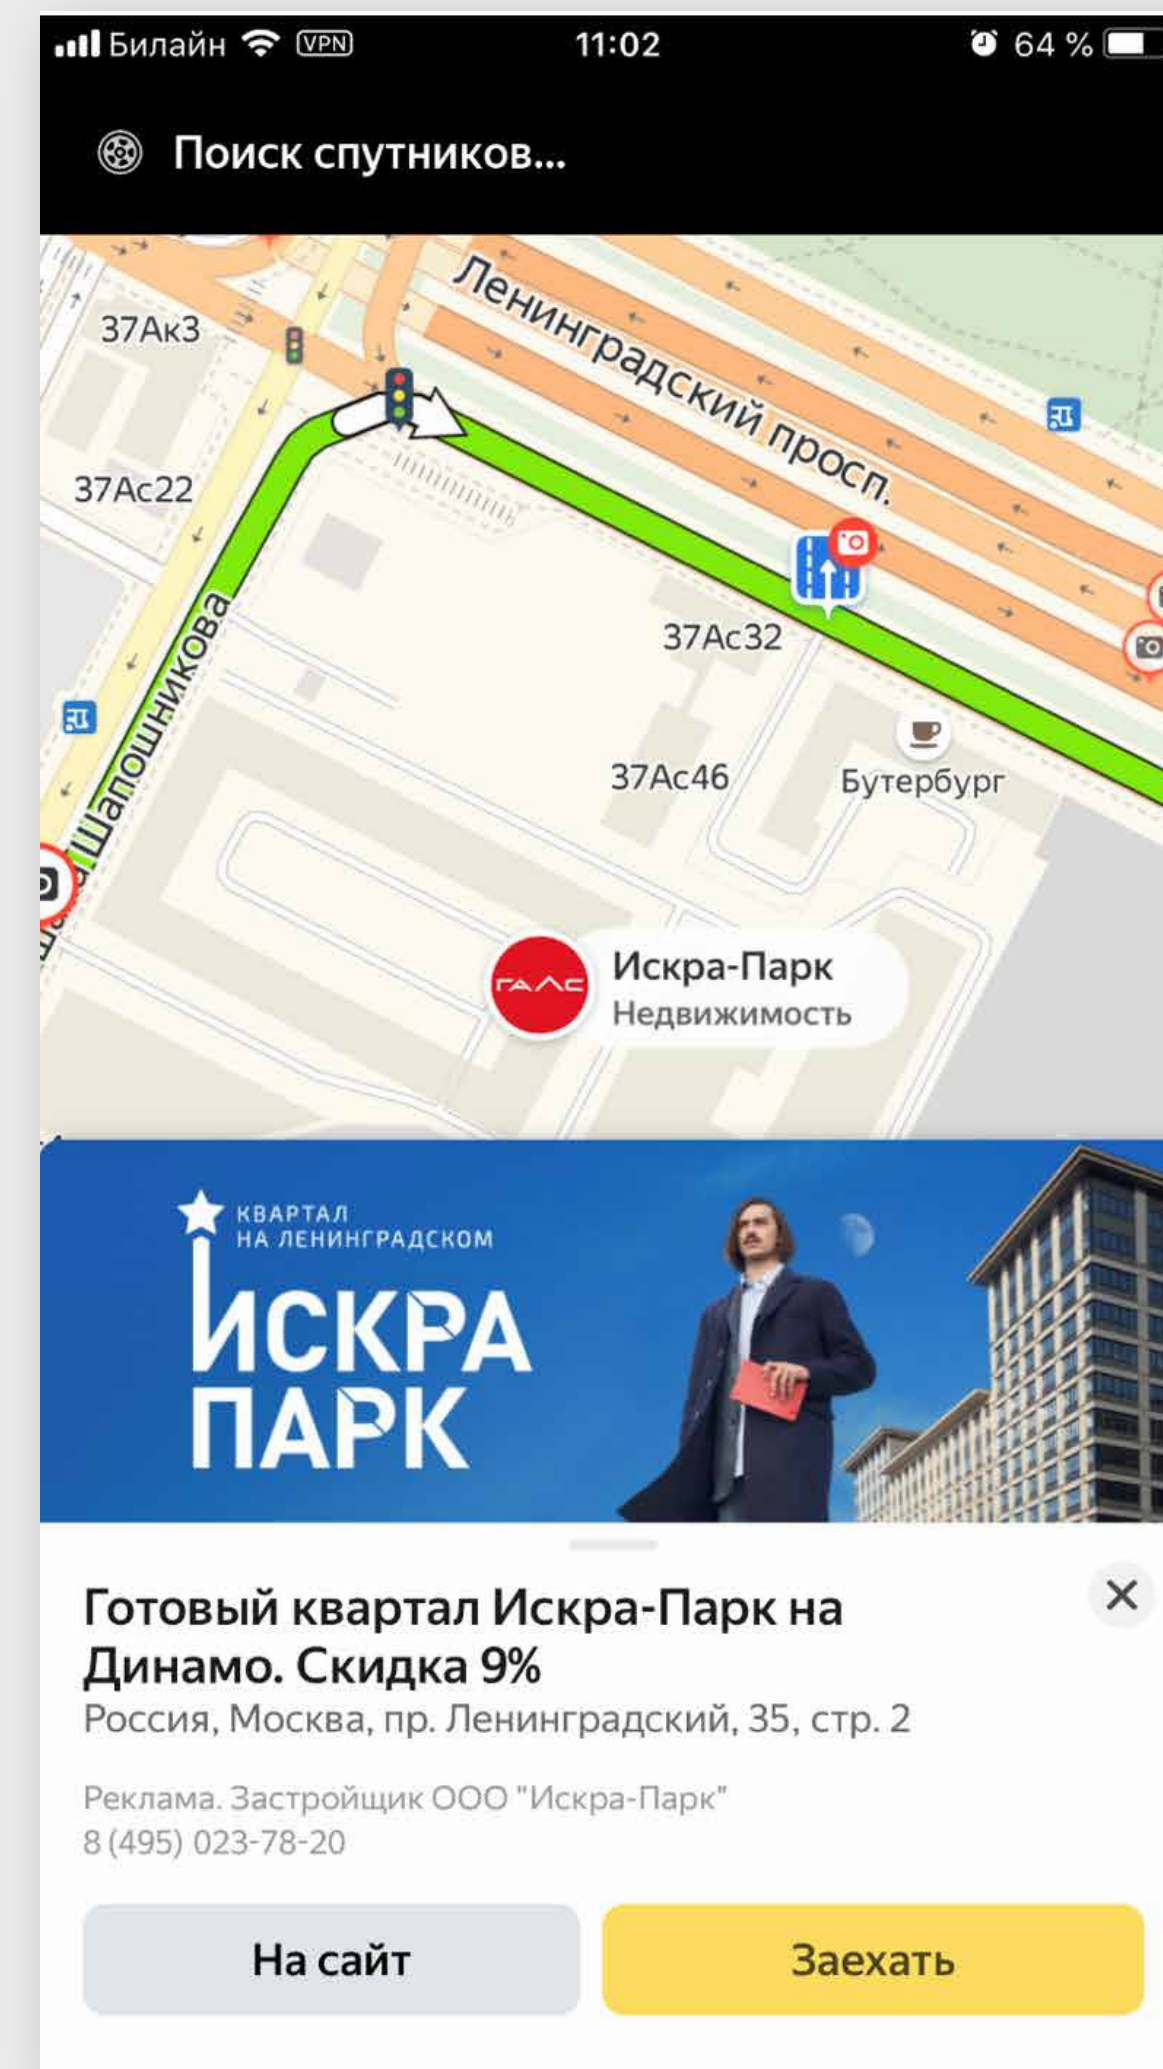 Билайн VPN 11:02 64 %
Поиск спутников...
Ленинградский просп.
37Ак3
37Ас22
Шапошникова
37Ас32
37Ас46
Бутербург
ГАЛС
Искра-Парк
Недвижимость
КВАРТАЛ
НА ЛЕНИНГРАДСКОМ
ИСКРА
ПАРК
Готовый квартал Искра-Парк на
Динамо. Скидка 9%
Россия, Москва, пр. Ленинградский, 35, стр. 2
Реклама. Застройщик ООО "Искра-Парк"
8 (495) 023-78-20
На сайт
Заехать